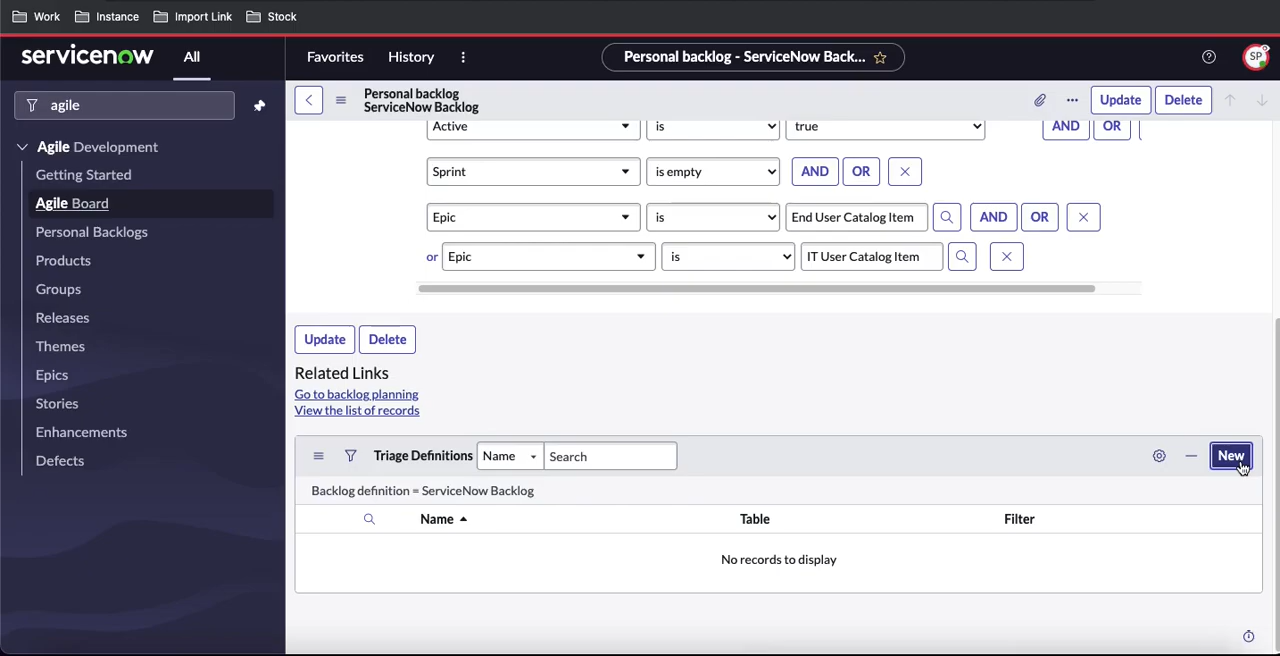 Work Instance Import Link Stock
servicenow All Favorites History Personal backlog - ServiceNow Back... SP
agile
Personal backlog
ServiceNow Backlog
Update Delete
Agile Development
Getting Started
Agile Board
Personal Backlogs
Products
Groups
Releases
Themes
Epics
Stories
Enhancements
Defects
Active is true AND OR
Sprint is empty AND OR
Epic is End User Catalog Item AND OR
or Epic is IT User Catalog Item
Update Delete
Related Links
Go to backlog planning
View the list of records
Triage Definitions Name Search New
Backlog definition = ServiceNow Backlog
Name Table Filter
No records to display